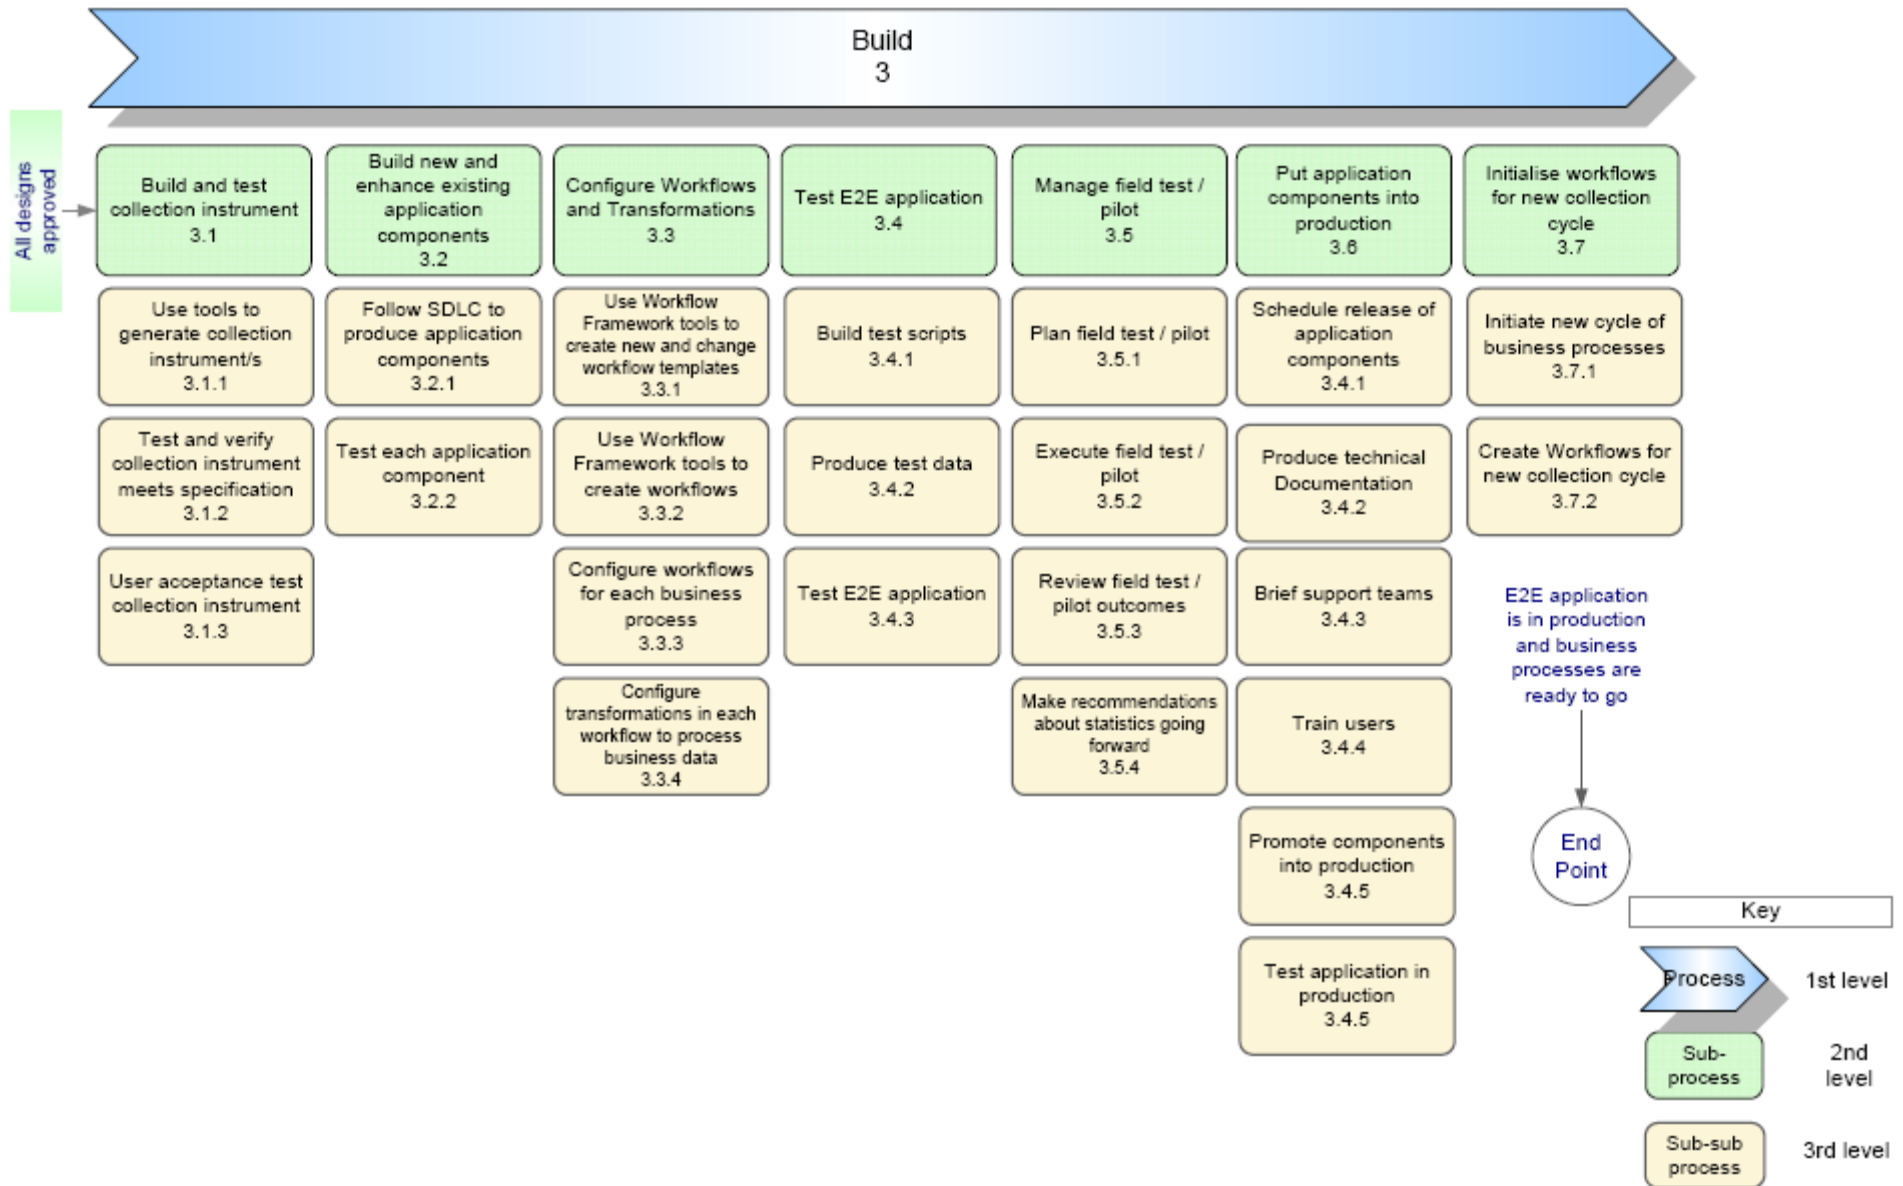 Build
3
All designs
approved
Build and test
collection instrument
3.1
Build new and
enhance existing
application
components
3.2
Configure Workflows
and Transformations
3.3
Test E2E application
3.4
Manage field test /
pilot
3.5
Put application
components into
production
3.6
Initialise workflows
for new collection
cycle
3.7
Use tools to
generate collection
instrument/s
3.1.1
Follow SDLC to
produce application
components
3.2.1
Use Workflow
Framework tools to
create new and change
workflow templates
3.3.1
Build test scripts
3.4.1
Plan field test / pilot
3.5.1
Schedule release of
application
components
3.4.1
Initiate new cycle of
business processes
3.7.1
Test and verify
collection instrument
meets specification
3.1.2
Test each application
component
3.2.2
Use Workflow
Framework tools to
create workflows
3.3.2
Produce test data
3.4.2
Execute field test /
pilot
3.5.2
Produce technical
Documentation
3.4.2
Create Workflows for
new collection cycle
3.7.2
User acceptance test
collection instrument
3.1.3
Configure workflows
for each business
process
3.3.3
Test E2E application
3.4.3
Review field test /
pilot outcomes
3.5.3
Brief support teams
3.4.3
E2E application
is in production
and business
processes are
ready to go
Configure
transformations in each
workflow to process
business data
3.3.4
Make recommendations
about statistics going
forward
3.5.4
Train users
3.4.4
Promote components
into production
3.4.5
End
Point
Test application in
production
3.4.5
Key
Process
1st level
Sub-
process
2nd
level
Sub-sub
process
3rd level